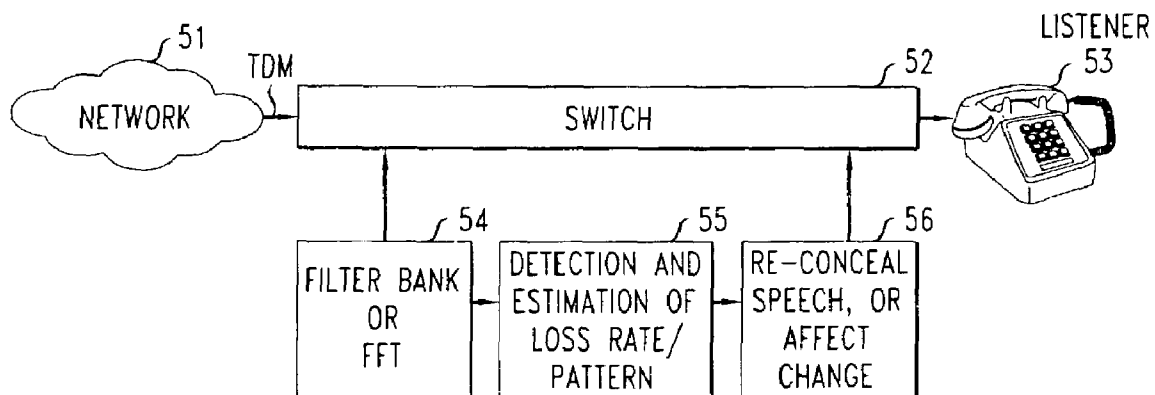 LISTENER
51
52
53
TDM
NETWORK
SWITCH
54
55
56
FILTER BANK
OR
FFT
DETECTION AND
ESTIMATION OF
LOSS RATE/
PATTERN
RE-CONCEAL
SPEECH, OR
AFFECT
CHANGE